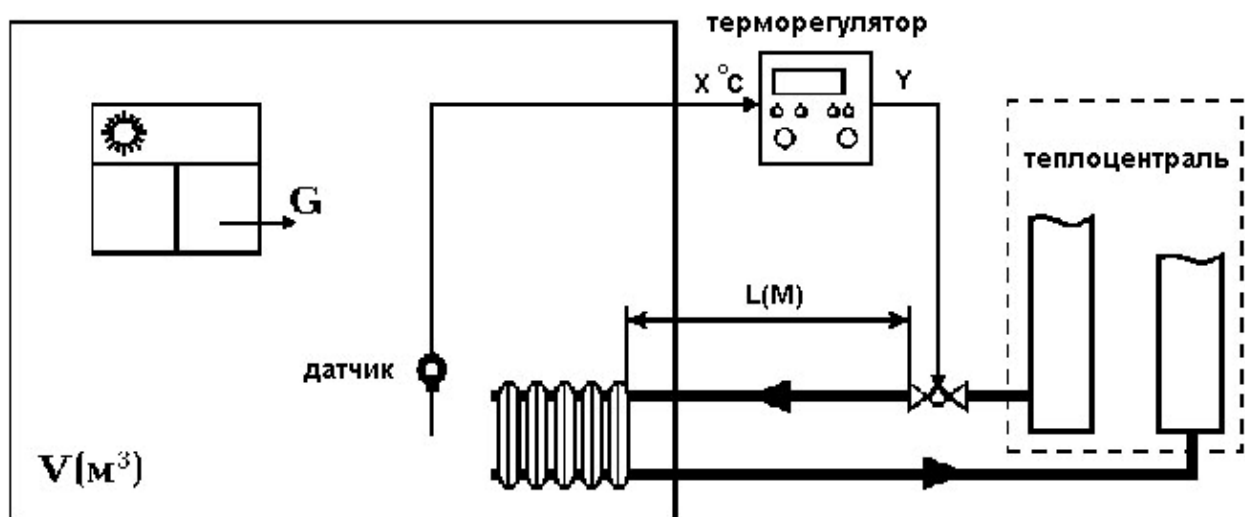 терморегулятор
X °C
Y
теплоцентраль
G
L(M)
датчик
V(м³)